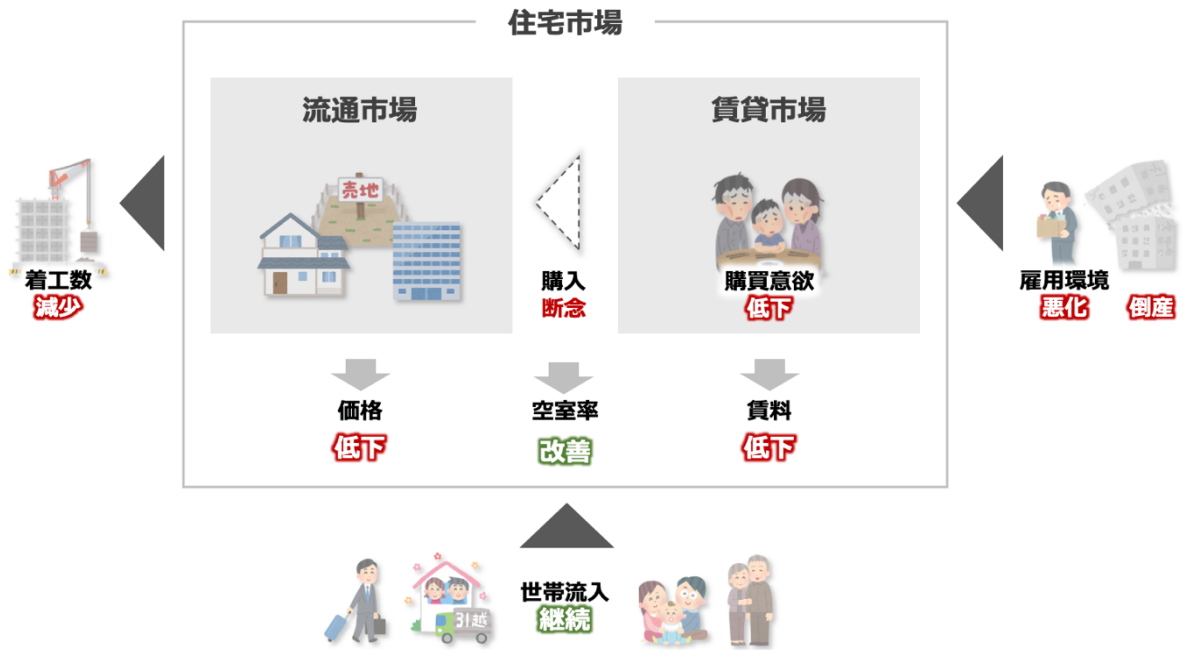 住宅市場
流通市場
賃貸市場
売地
着工数
減少
購入
断念
購買意欲
低下
雇用環境
悪化
倒産
価格
低下
空室率
改善
賃料
低下
世帯流入
継続
引越